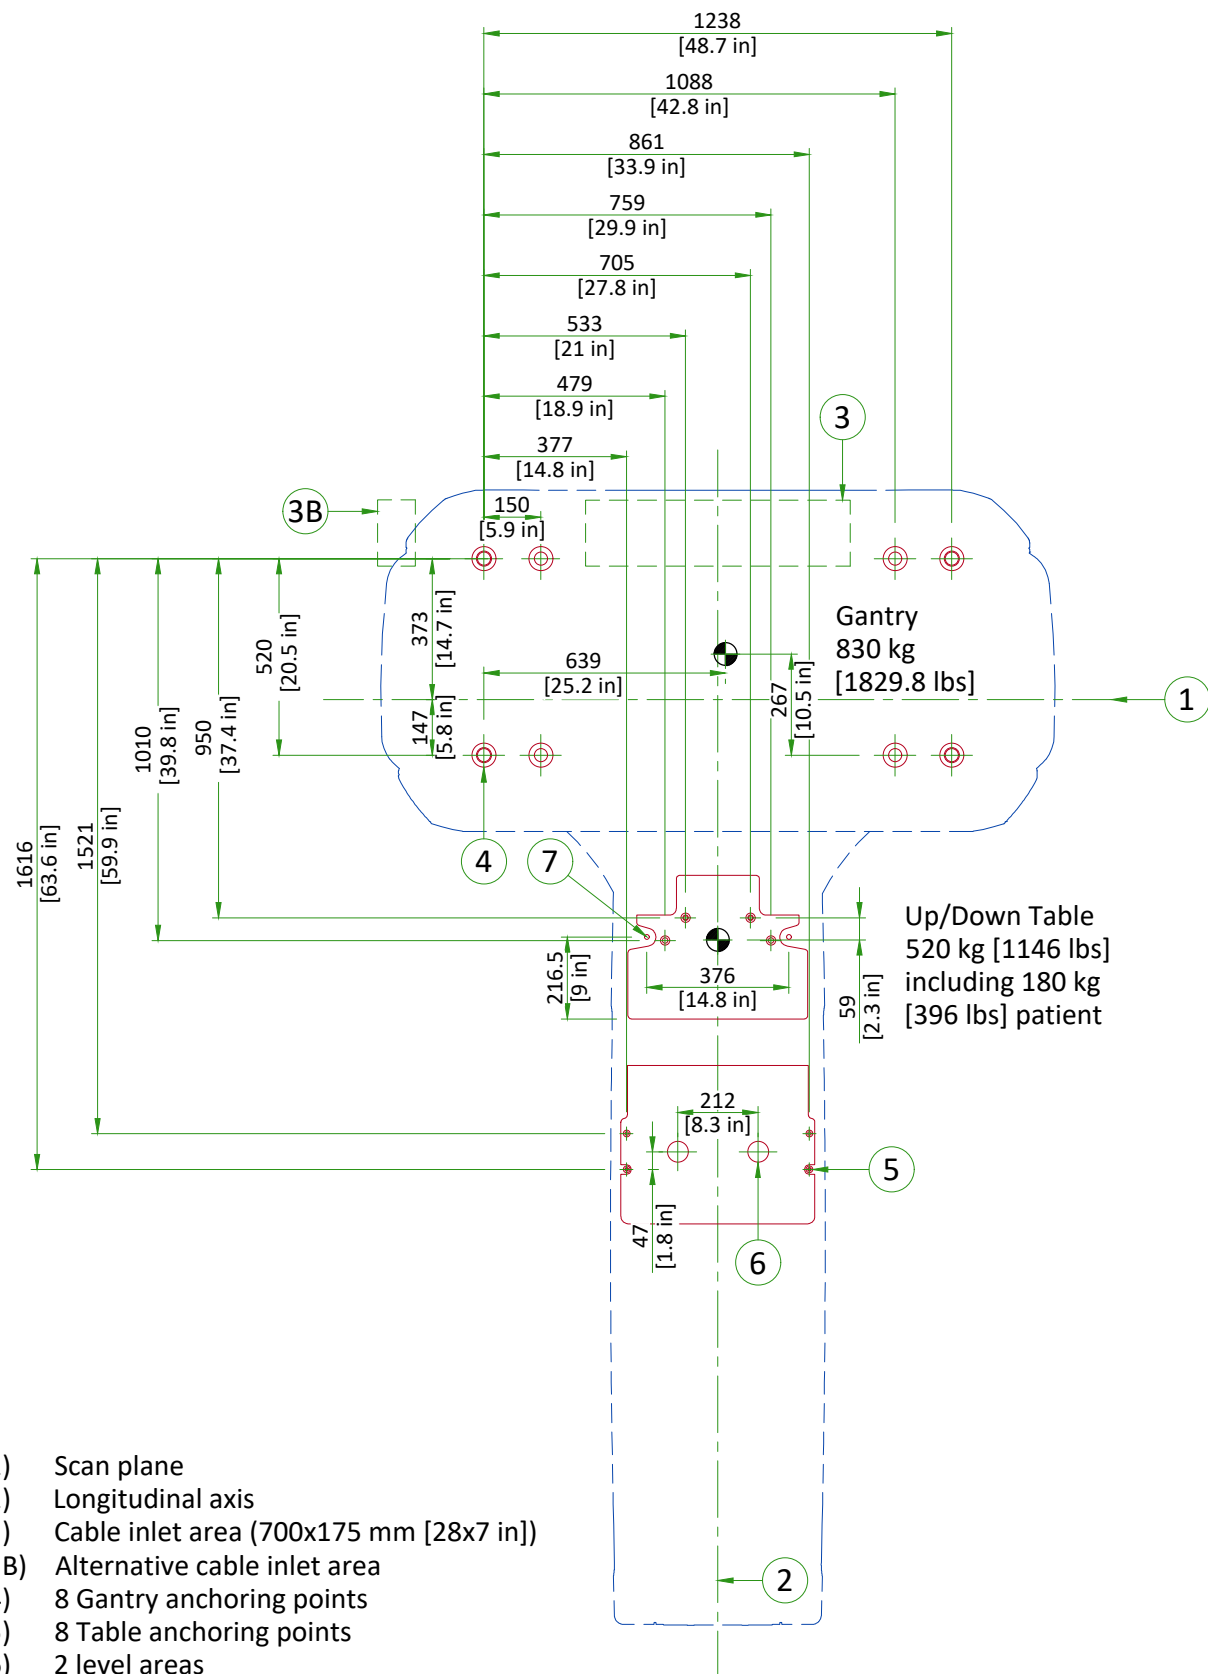 1238
[48.7 in]
1088
[42.8 in]
861
[33.9 in]
759
[29.9 in]
705
[27.8 in]
533
[21 in]
479
[18.9 in]
377
[14.8 in]
3
3B
150
[5.9 in]
373
[14.7 in]
520
[20.5 in]
950
[37.4 in]
1010
[39.8 in]
1521
[59.9 in]
1616
[63.6 in]
639
[25.2 in]
147
[5.8 in]
267
[10.5 in]
Gantry
830 kg
[1829.8 lbs]
1
4
7
Up/Down Table
520 kg [1146 lbs]
including 180 kg
[396 lbs] patient
216.5
[9 in]
376
[14.8 in]
59
[2.3 in]
212
[8.3 in]
5
47
[1.8 in]
6
2
) Scan plane
) Longitudinal axis
) Cable inlet area (700x175 mm [28x7 in])
B) Alternative cable inlet area
) 8 Gantry anchoring points
) 8 Table anchoring points
) 2 level areas